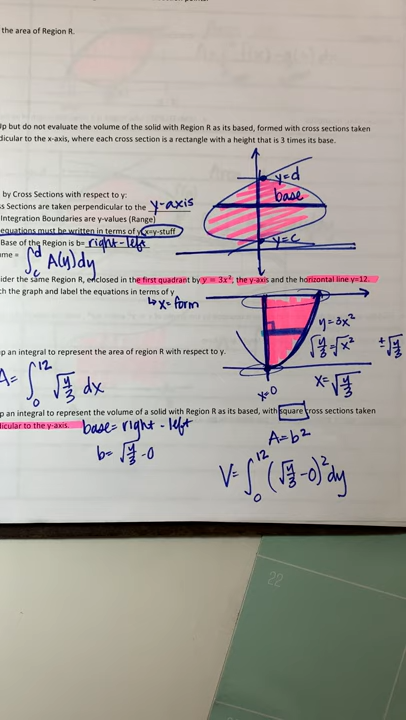 the area of Region R.
Up but do not evaluate the volume of the solid with Region R as its based, formed with cross sections taken
dicular to the x-axis, where each cross section is a rectangle with a height that is 3 times its base.
y=d
base
y=c
by Cross Sections with respect to y:
s Sections are taken perpendicular to the y-axis
Integration Boundaries are y-values (Range)
equations must be written in terms of y x=y-stuff
Base of the Region is b= right-left
ume = ∫_c^d A(y)dy
ider the same Region R, enclosed in the first quadrant by y = 3x², the y-axis and the horizontal line y=12.
ch the graph and label the equations in terms of y
↳ x= form
y=3x²
√y/3 = √x²
±√y/3
x=0
x=√y/3
p an integral to represent the area of region R with respect to y.
A= ∫_0^12 √y/3 dx
p an integral to represent the volume of a solid with Region R as its based, with square cross sections taken
licular to the y-axis. base= right - left
b= √y/3 -0
A=b²
V= ∫_0^12 (√y/3 -0)² dy
22